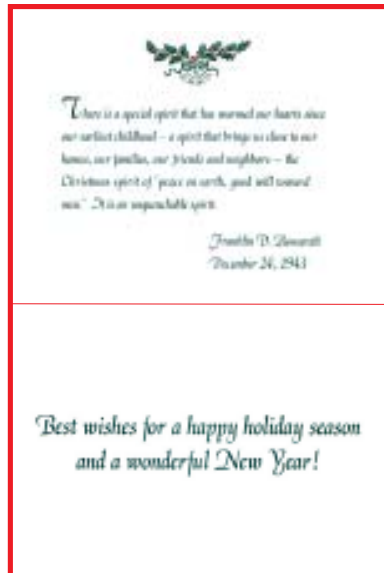 There is a special spirit that has warmed our hearts since
our earliest childhood – a spirit that brings us close to our
homes, our families, our friends and neighbors – the
Christmas spirit of "peace on earth, good will toward
men." It is an unquenchable spirit.
Franklin D. Roosevelt
December 24, 1943
Best wishes for a happy holiday season
and a wonderful New Year!